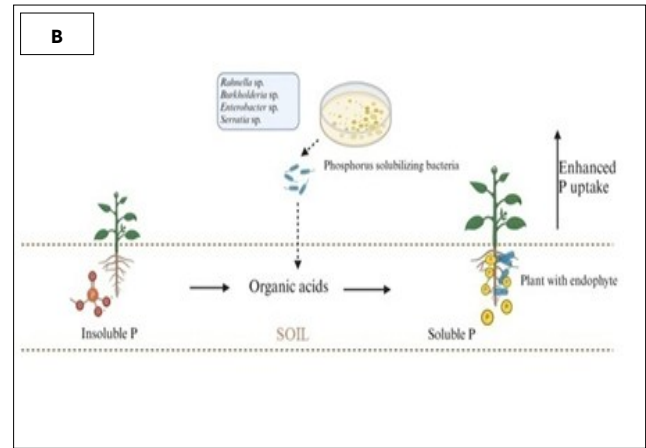 B
Rahnella sp.
Burkholderia sp.
Enterobacter sp.
Serratia sp.
Phosphorus solubilizing bacteria
Enhanced
P uptake
Organic acids
Plant with endophyte
Insoluble P
SOIL
Soluble P